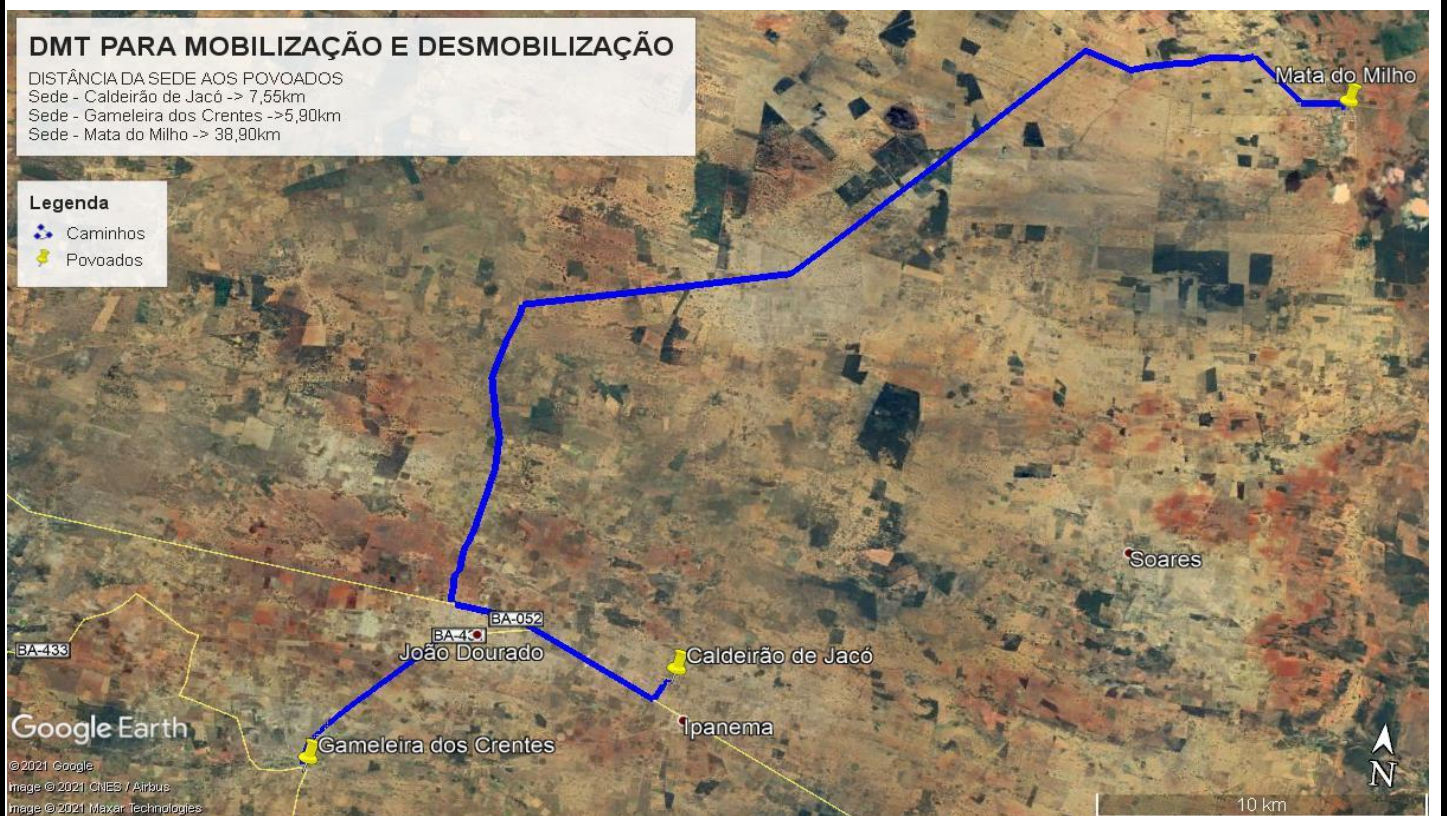 DMT PARA MOBILIZAÇÃO E DESMOBILIZAÇÃO
DISTÂNCIA DA SEDE AOS POVOADOS
Sede - Caldeirão de Jacó -> 7,55km
Sede - Gameleira dos Crentes ->5,90km
Sede - Mata do Milho -> 38,90km
Legenda
Caminhos
Povoados
Mata do Milho
Soares
BA-052
BA-43
BA-433
João Dourado
Caldeirão de Jacó
Ipanema
Gameleira dos Crentes
Google Earth
© 2021 Google
Image © 2021 CNES / Airbus
Image © 2021 Maxar Technologies
N
10 km